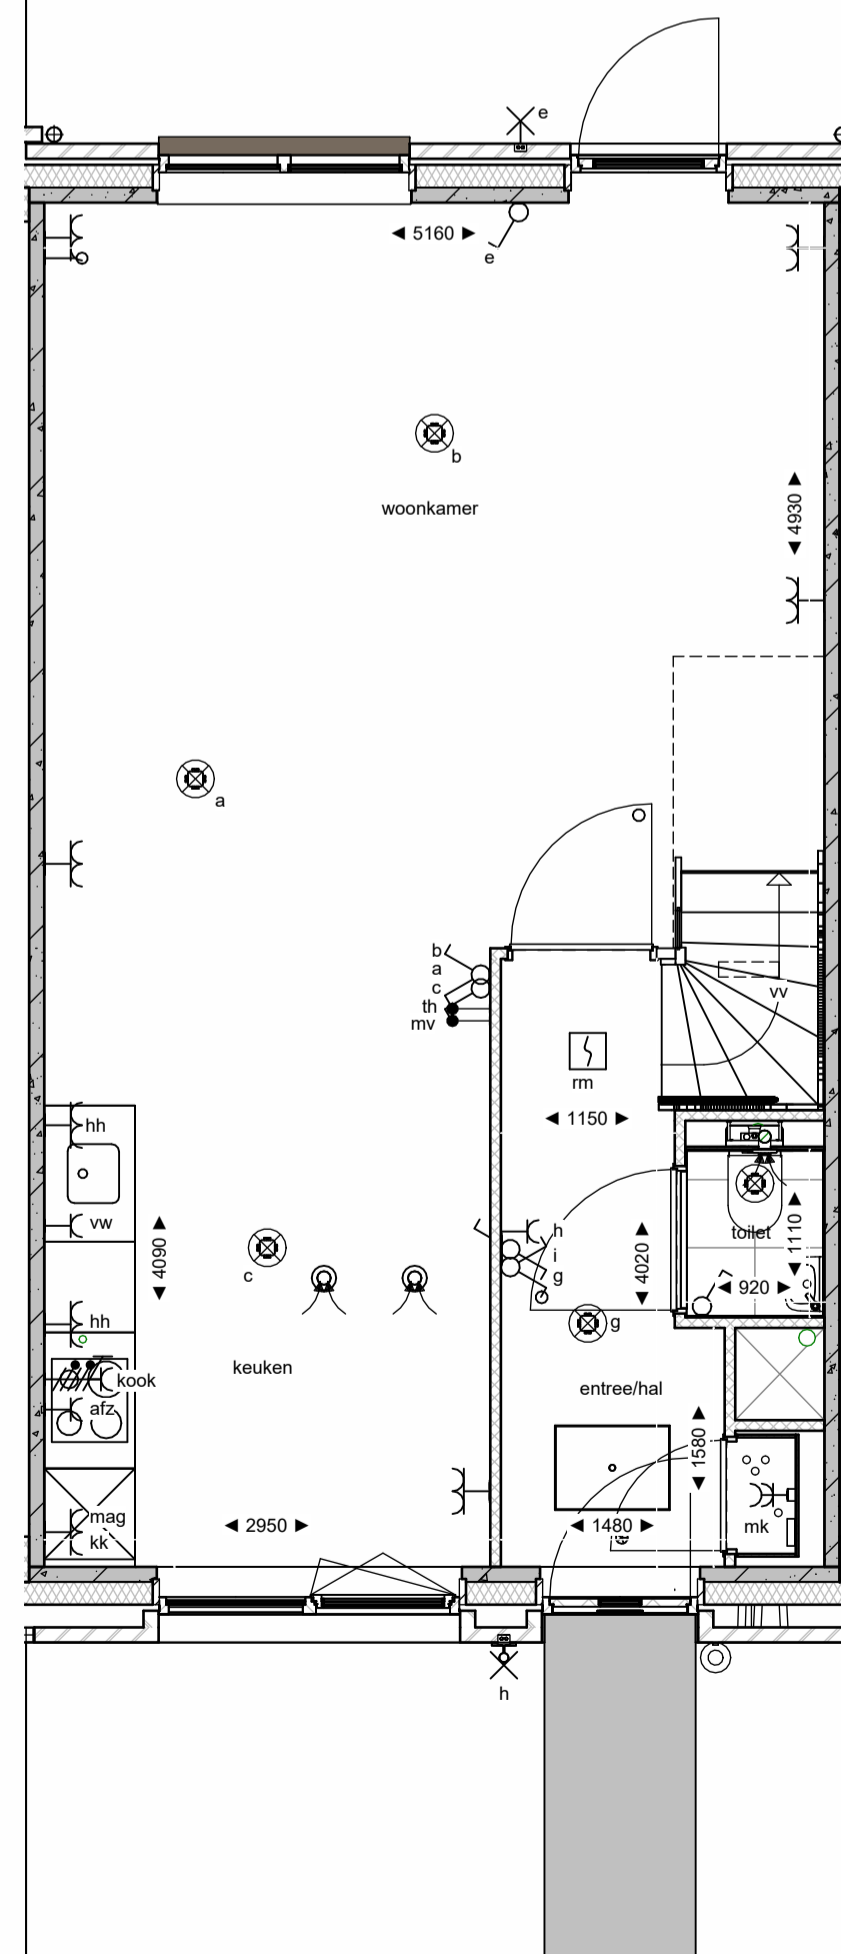 e
◄ 5160 ►
e
b
woonkamer
◄ 4930 ►
a
b
a
c
th
mv
vv
rm
◄ 1150 ►
hh
vw
◄ 4090 ►
c
h
i
g
◄ 4020 ►
toilet
◄ 1110 ►
◄ 920 ►
hh
g
kook
keuken
afz
entree/hal
◄ 1580 ►
mag
kk
◄ 2950 ►
◄ 1480 ►
mk
h